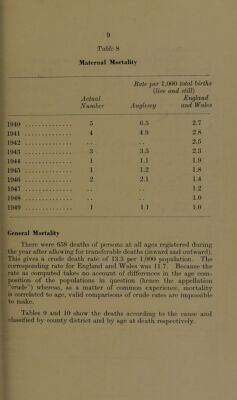 9
Table 8
Maternal Mortality
Rate per 1,000 total births
(live and still)
Actual England
Number Anglesey and Wales
1940 .............. 5 6.5 2.7
1941 .............. 4 4.9 2.8
1942 .............. .. .. 2.5
1943 .............. 3 3.5 2.3
1944 .............. 1 1.1 1.9
1945 .............. 1 1.2 1.8
1946 .............. 2 2.1 1.4
1947 .............. .. .. 1.2
1948 .............. .. .. 1.0
1949 .............. 1 1.1 1.0
General Mortality
There were 658 deaths of persons at all ages registered during
the year after allowing for transferable deaths (inward and outward).
This gives a crude death rate of 13.3 per 1,000 population. The
corresponding rate for England and Wales was 11.7. Because the
rate as computed takes no account of differences in the age com-
position of the populations in question (hence the appellation
"crude") whereas, as a matter of common experience, mortality
is correlated to age, valid comparisons of crude rates are impossible
to make.
Tables 9 and 10 show the deaths according to the cause and
classified by county district and by age at death respectively.